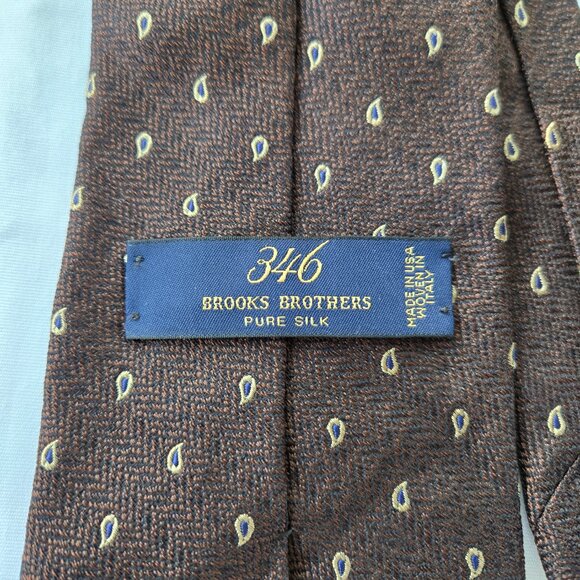 346
BROOKS BROTHERS
PURE SILK
MADE IN USA
WOVEN IN
ITALY